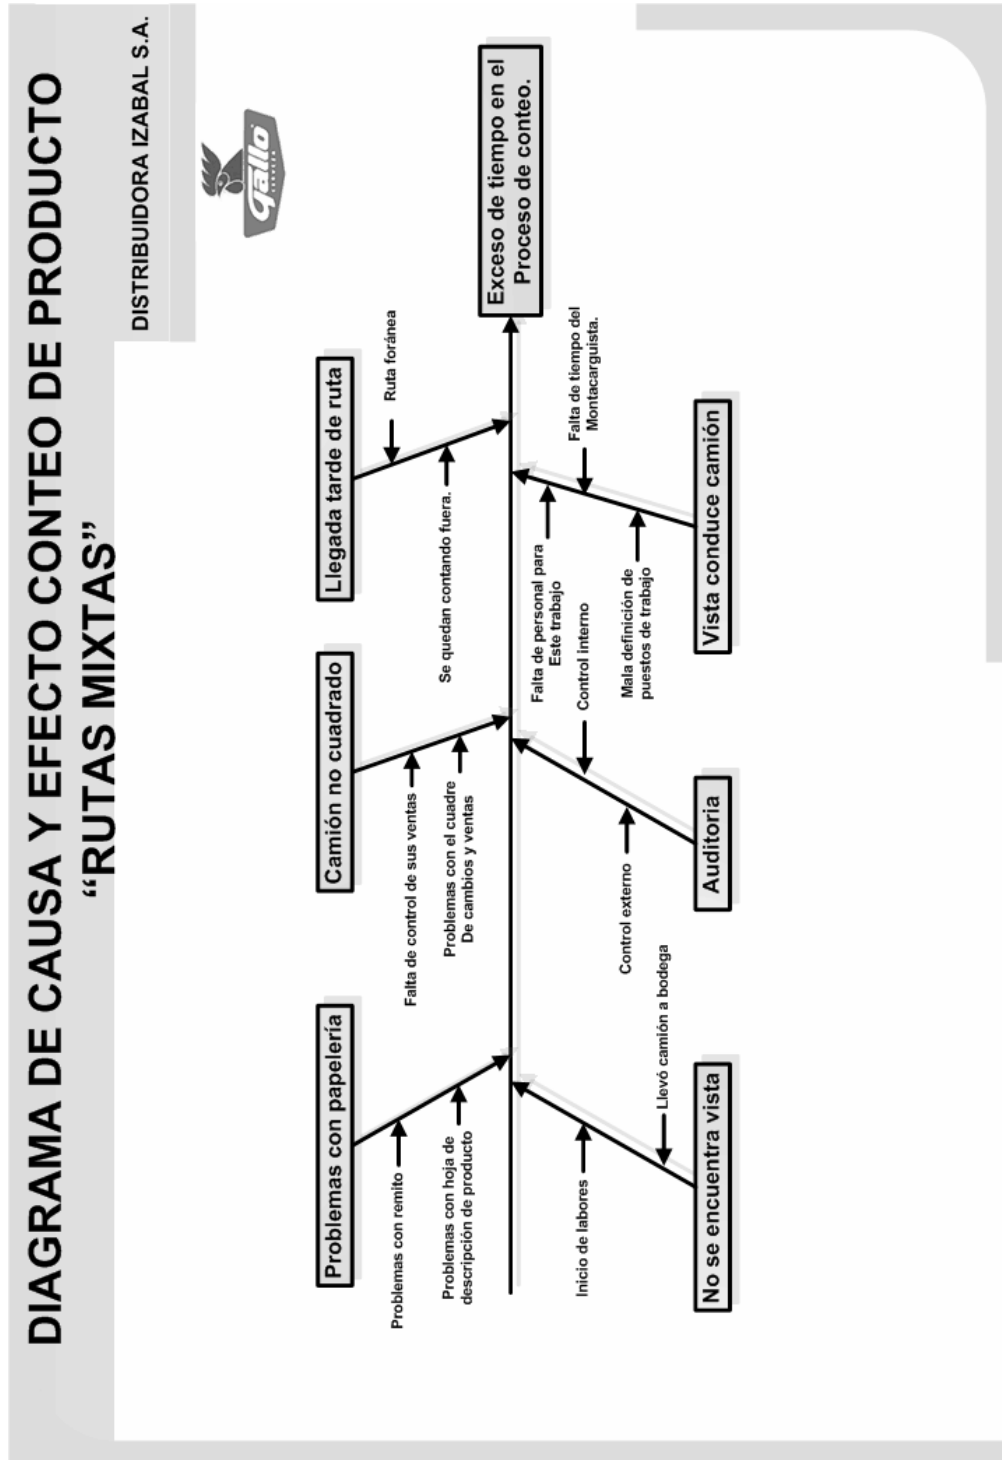 DIAGRAMA DE CAUSA Y EFECTO CONTEO DE PRODUCTO
“RUTAS MIXTAS”
DISTRIBUIDORA IZABAL S.A.
Gallo
Problemas con papelería
Problemas con remito
Problemas con hoja de
descripción de producto
Camión no cuadrado
Falta de control de sus ventas
Problemas con el cuadre
De cambios y ventas
Llegada tarde de ruta
Ruta foránea
Se quedan contando fuera.
Exceso de tiempo en el
Proceso de conteo.
No se encuentra vista
Inicio de labores
Llevó camión a bodega
Auditoria
Control interno
Control externo
Vista conduce camión
Falta de personal para
Este trabajo
Falta de tiempo del
Montacarguista.
Mala definición de
puestos de trabajo